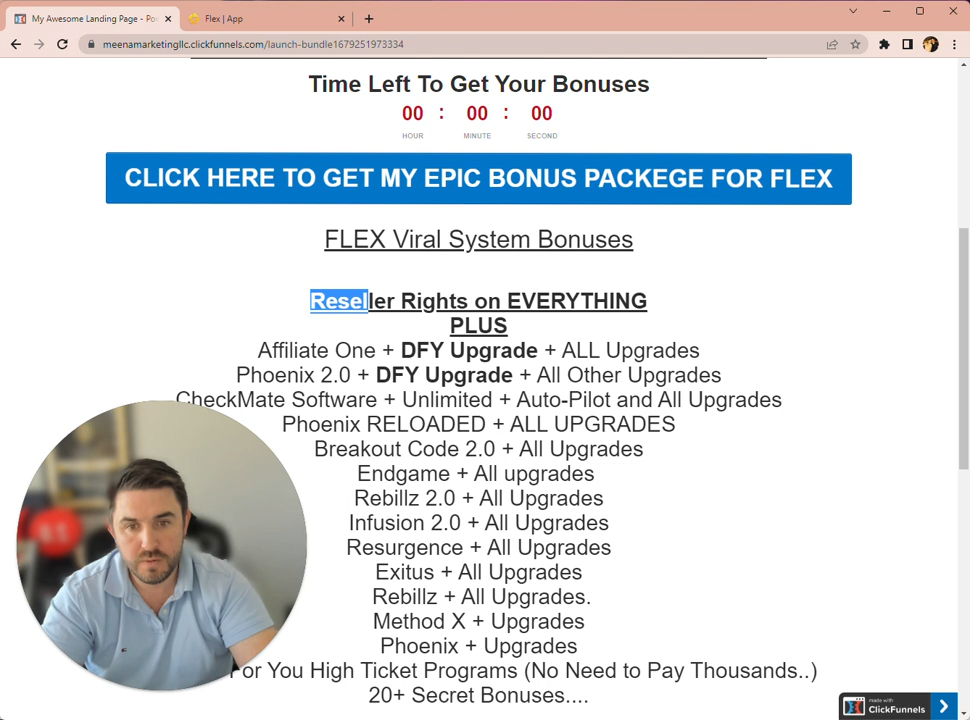 My Awesome Landing Page - Po
Flex | App
meenamarketingllc.clickfunnels.com/launch-bundle1679251973334
Time Left To Get Your Bonuses
00 : 00 : 00
HOUR MINUTE SECOND
CLICK HERE TO GET MY EPIC BONUS PACKEGE FOR FLEX
FLEX Viral System Bonuses
Reseller Rights on EVERYTHING
PLUS
Affiliate One + DFY Upgrade + ALL Upgrades
Phoenix 2.0 + DFY Upgrade + All Other Upgrades
CheckMate Software + Unlimited + Auto-Pilot and All Upgrades
Phoenix RELOADED + ALL UPGRADES
Breakout Code 2.0 + All Upgrades
Endgame + All upgrades
Rebillz 2.0 + All Upgrades
Infusion 2.0 + All Upgrades
Resurgence + All Upgrades
Exitus + All Upgrades
Rebillz + All Upgrades.
Method X + Upgrades
Phoenix + Upgrades
For You High Ticket Programs (No Need to Pay Thousands..)
20+ Secret Bonuses....
made with
ClickFunnels